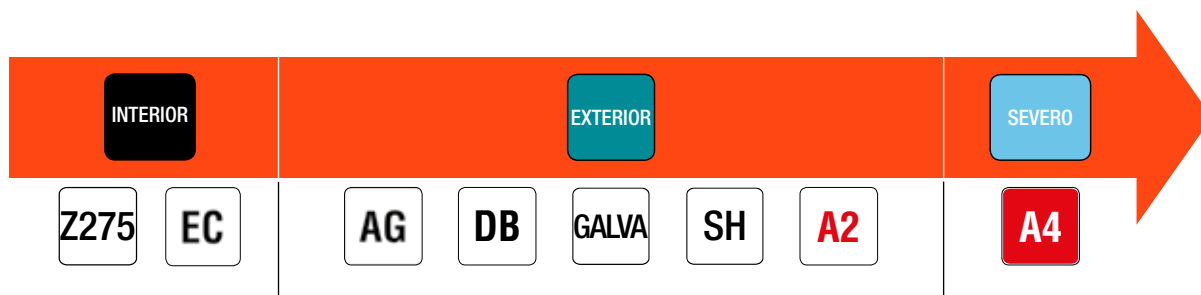 INTERIOR
EXTERIOR
SEVERO
Z275
EC
AG
DB
GALVA
SH
A2
A4